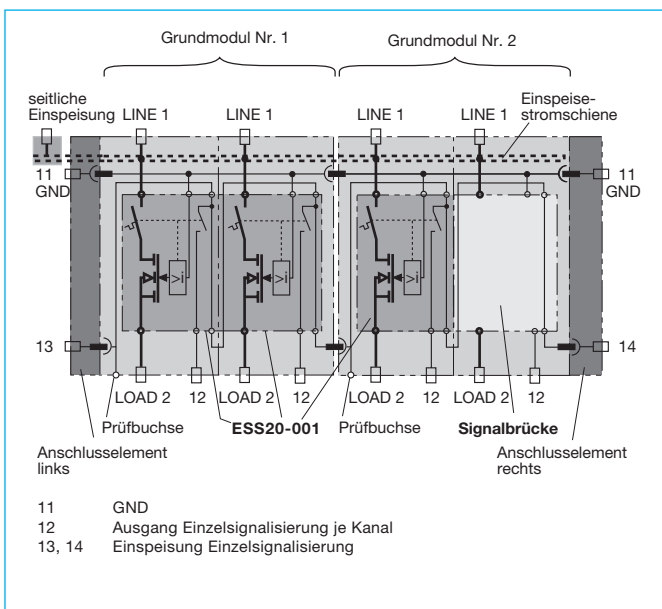 Grundmodul Nr. 1
Grundmodul Nr. 2
seitliche
Einspeisung
LINE 1
LINE 1
LINE 1
LINE 1
Einspeise-
stromschiene
11
GND
11
GND
>i
>i
>i
13
14
LOAD 2
12
LOAD 2
12
LOAD 2
12
LOAD 2
12
Prüfbuchse
ESS20-001
Prüfbuchse
Signalbrücke
Anschlusselement
links
Anschlusselement
rechts
11 GND
12 Ausgang Einzelsignalisierung je Kanal
13, 14 Einspeisung Einzelsignalisierung